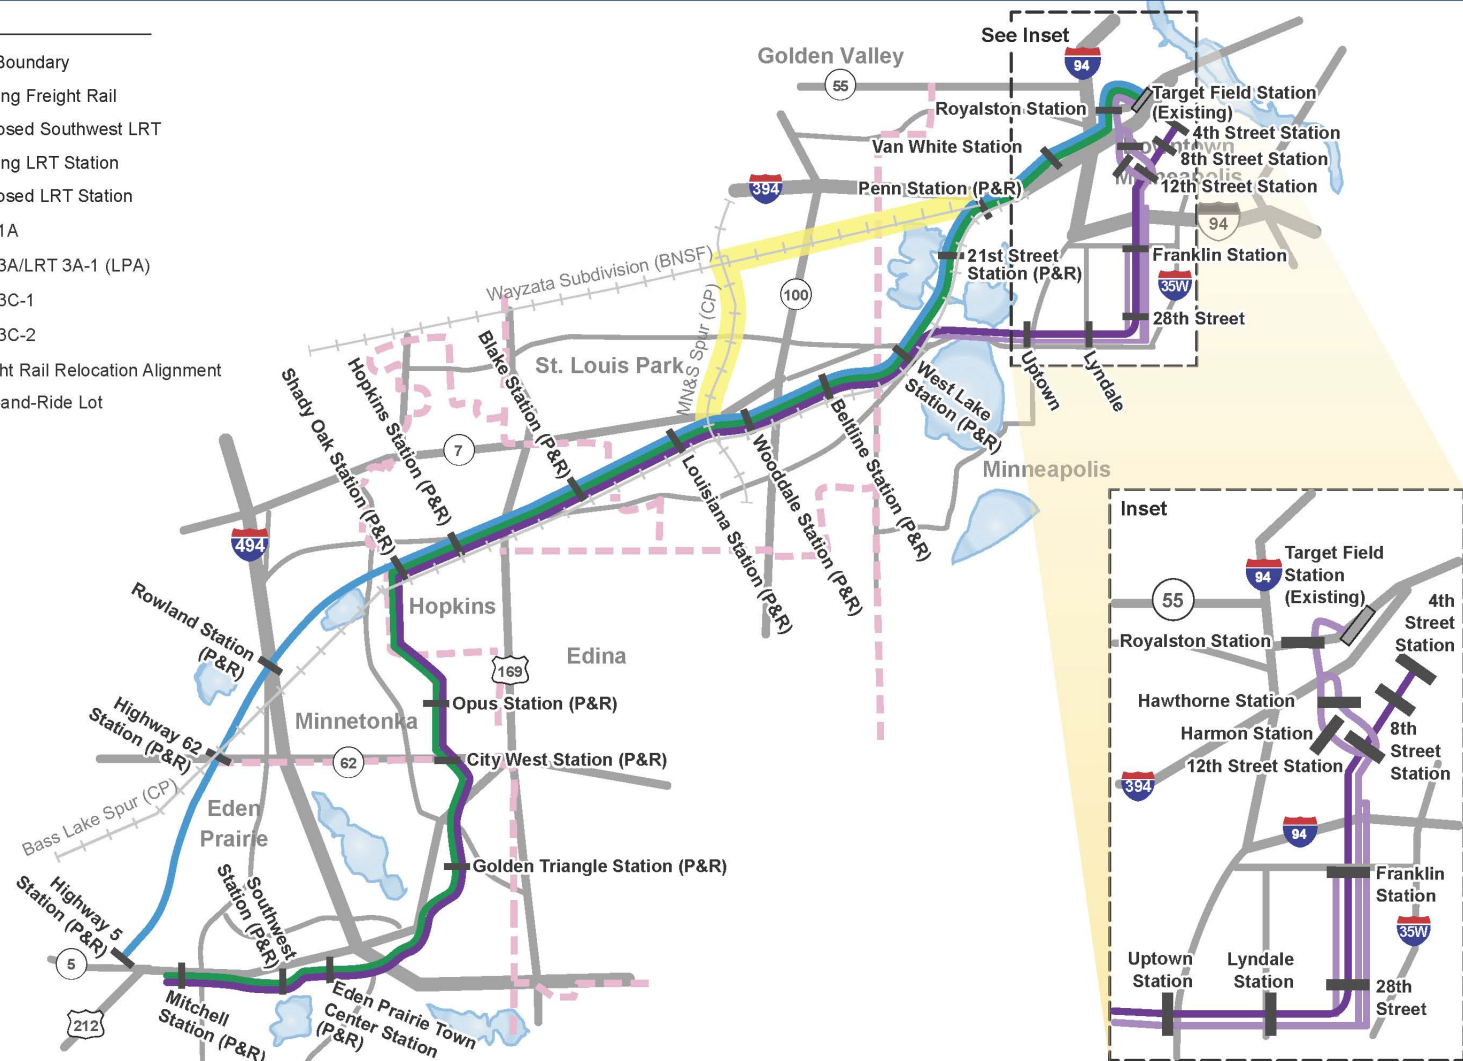 Boundary
ng Freight Rail
osed Southwest LRT
ng LRT Station
osed LRT Station
1A
3A/LRT 3A-1 (LPA)
3C-1
3C-2
ht Rail Relocation Alignment
and-Ride Lot
See Inset
Golden Valley
94
55
Target Field Station
(Existing)
Royalston Station
4th Street Station
Van White Station
Downtown
8th Street Station
Minneapolis
394
Penn Station (P&R)
12th Street Station
94
Wayzata Subdivision (BNSF)
21st Street
Station (P&R)
Franklin Station
35W
100
MN&S Spur (CP)
28th Street
St. Louis Park
Blake Station (P&R)
Hopkins Station (P&R)
Shady Oak Station (P&R)
West Lake
Station (P&R)
Uptown
Lyndale
7
Louisiana Station (P&R)
Wooddale Station (P&R)
Beltline Station (P&R)
Minneapolis
494
Hopkins
Rowland Station
(P&R)
Edina
169
Opus Station (P&R)
Minnetonka
Highway 62
Station (P&R)
62
City West Station (P&R)
Bass Lake Spur (CP)
Eden
Prairie
Golden Triangle Station (P&R)
Highway 5
Station (P&R)
Southwest
Station (P&R)
5
212
Mitchell
Station (P&R)
Eden Prairie Town
Center Station
(P&R)
Inset
94
Target Field
Station
(Existing)
55
4th
Street
Station
Royalston Station
Hawthorne Station
Harmon Station
8th
Street
Station
12th Street Station
394
94
Franklin
Station
35W
Uptown
Station
Lyndale
Station
28th
Street